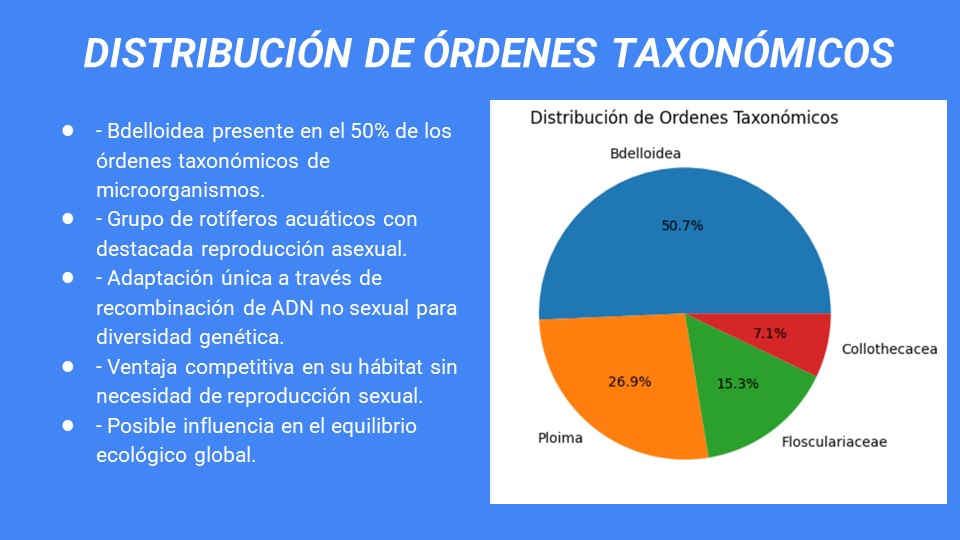 DISTRIBUCIÓN DE ÓRDENES TAXONÓMICOS
● - Bdelloidea presente en el 50% de los
órdenes taxonómicos de
microorganismos.
● - Grupo de rotíferos acuáticos con
destacada reproducción asexual.
● - Adaptación única a través de
recombinación de ADN no sexual para
diversidad genética.
● - Ventaja competitiva en su hábitat sin
necesidad de reproducción sexual.
● - Posible influencia en el equilibrio
ecológico global.
Distribución de Ordenes Taxonómicos
Bdelloidea
50.7%
7.1%
Collothecacea
26.9%
15.3%
Ploima
Flosculariaceae